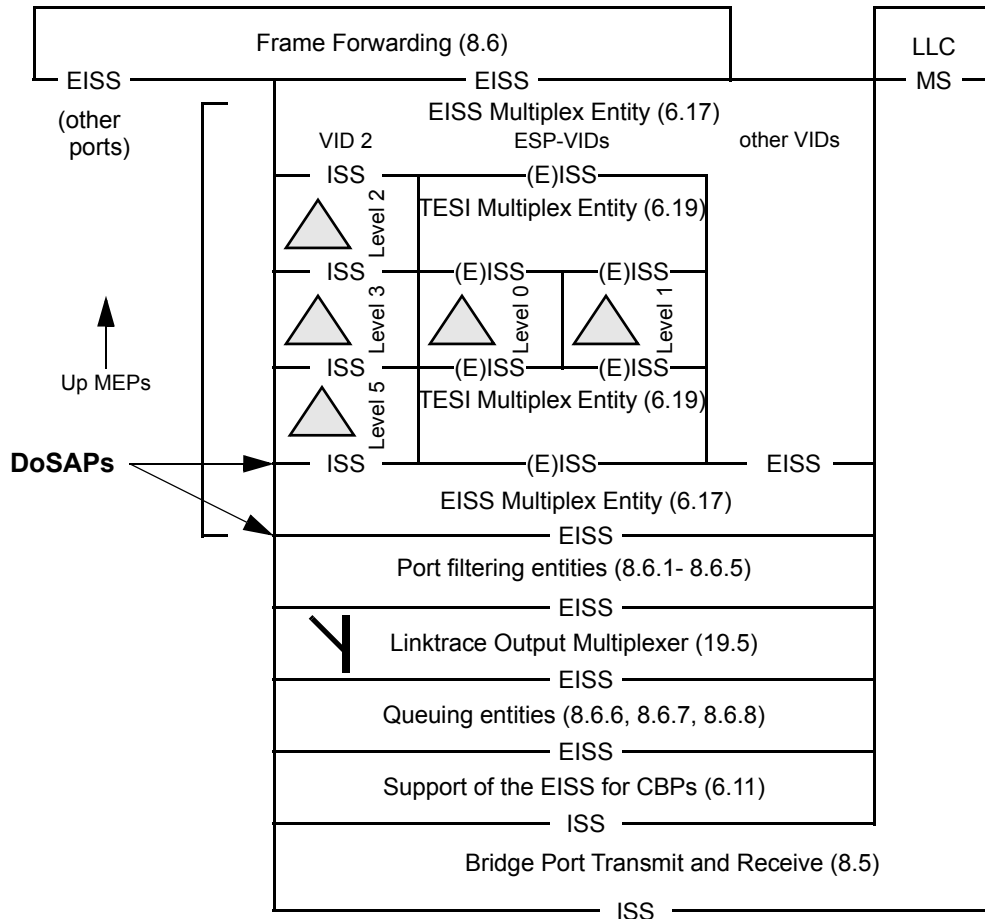 Frame Forwarding (8.6)
LLC
EISS
EISS
MS
(other
ports)
EISS Multiplex Entity (6.17)
VID 2
ESP-VIDs
other VIDs
ISS
(E)ISS
Level 2
TESI Multiplex Entity (6.19)
ISS
(E)ISS
(E)ISS
Level 3
Level 0
Level 1
Up MEPs
ISS
(E)ISS
(E)ISS
Level 5
TESI Multiplex Entity (6.19)
DoSAPs
ISS
(E)ISS
EISS
EISS Multiplex Entity (6.17)
EISS
Port filtering entities (8.6.1- 8.6.5)
EISS
Linktrace Output Multiplexer (19.5)
EISS
Queuing entities (8.6.6, 8.6.7, 8.6.8)
EISS
Support of the EISS for CBPs (6.11)
ISS
Bridge Port Transmit and Receive (8.5)
ISS